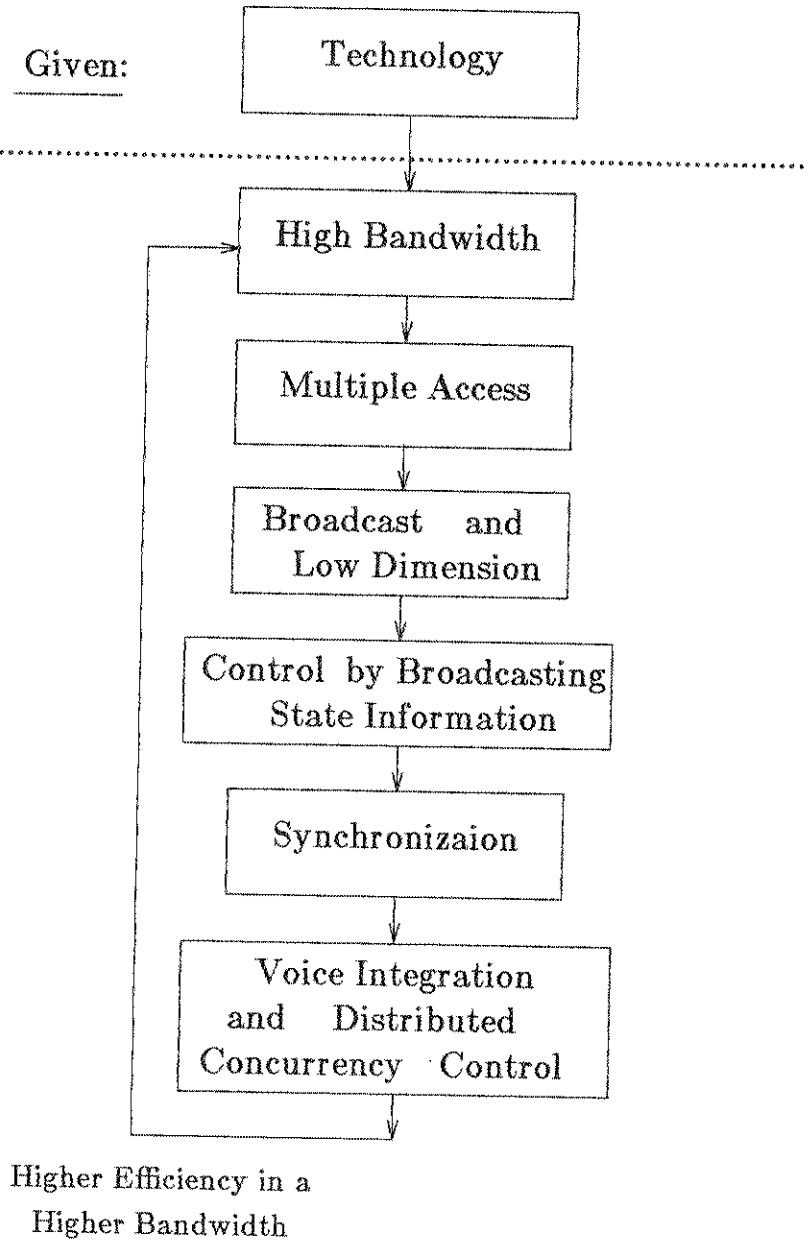 Given:
Technology
High Bandwidth
Multiple Access
Broadcast and
Low Dimension
Control by Broadcasting
State Information
Synchronizaion
Voice Integration
and Distributed
Concurrency Control
Higher Efficiency in a
Higher Bandwidth